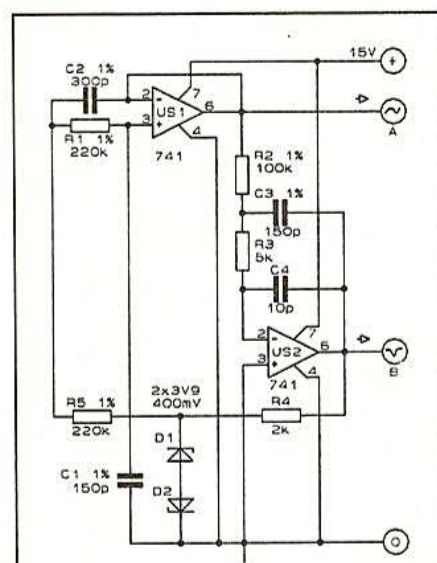 C2 1%
300p
R1 1%
220k
2
3
7
US1
6
4
741
15V
+
A
R2 1%
100k
C3 1%
150p
R3
5k
C4
10p
2
3
7
US2
6
4
741
B
R5 1%
220k
2x3V9
400mV
R4
2k
D1
D2
C1 1%
150p
O